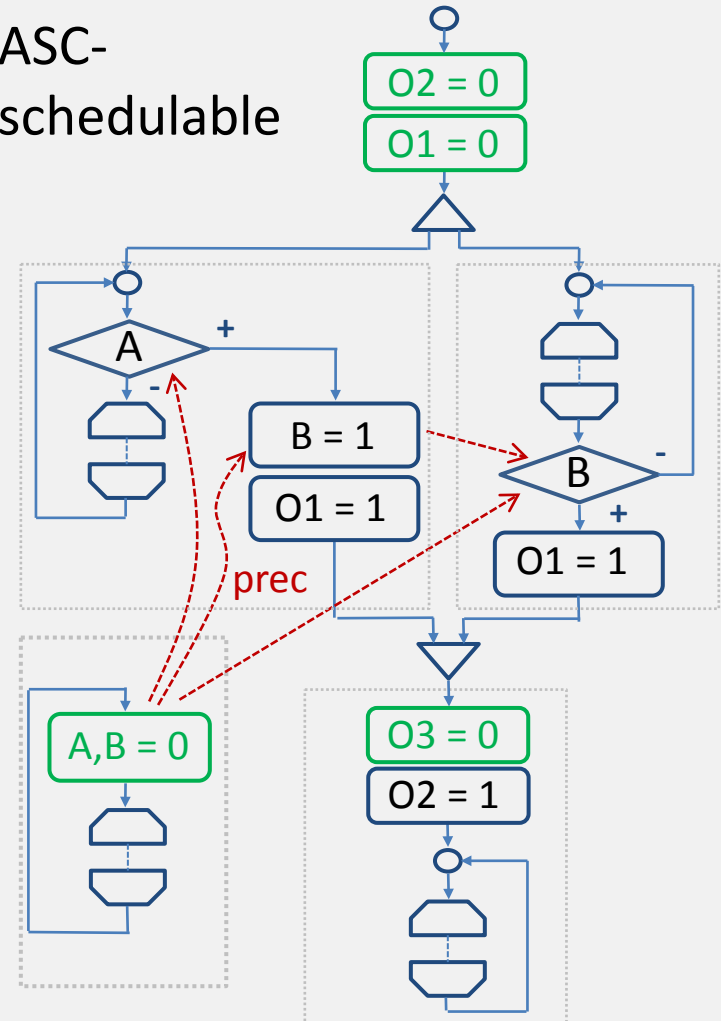 ASC-
schedulable
O2 = 0
O1 = 0
A
+
-
B = 1
O1 = 1
B
-
+
O1 = 1
prec
A,B = 0
O3 = 0
O2 = 1